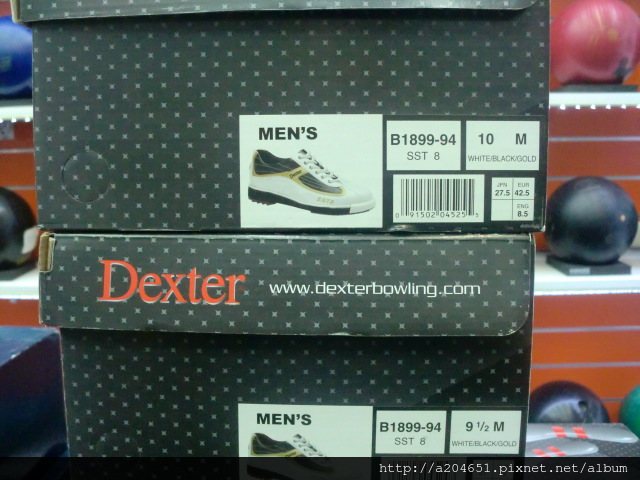 MEN'S
B1899-94
SST 8
10 M
WHITE/BLACK/GOLD
JPN 27.5
EUR 42.5
ENG 8.5
0 91502 04525 5
Dexter
www.dexterbowling.com
MEN'S
B1899-94
SST 8
9 1/2 M
WHITE/BLACK/GOLD
http://a204651.pixnet.net/album